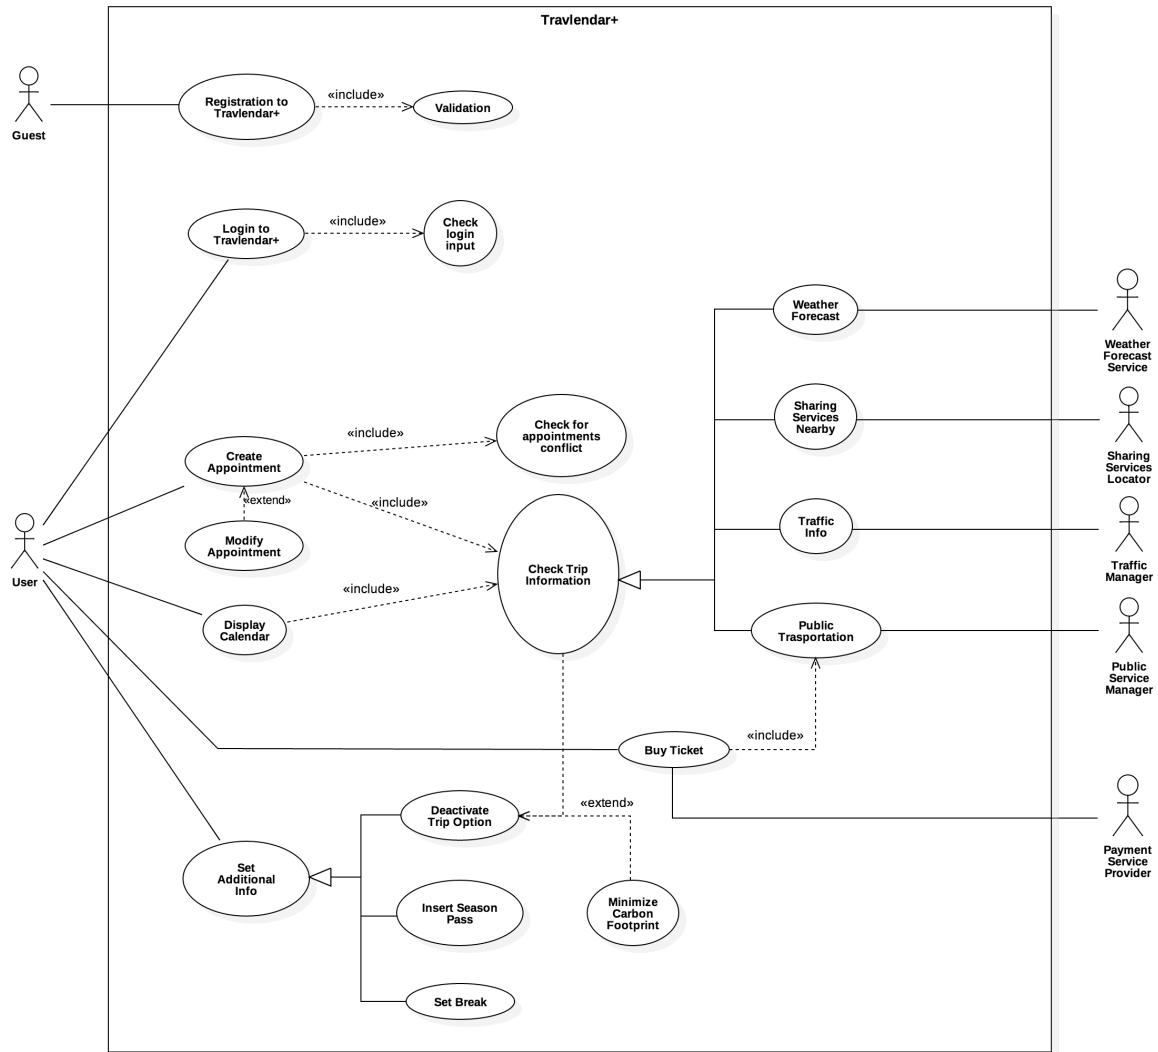 Travlendar+
Guest
Registration to
Travlendar+
«include»
Validation
Login to
Travlendar+
«include»
Check
login
input
Weather
Forecast
Weather
Forecast
Service
Sharing
Services
Nearby
Sharing
Services
Locator
Create
Appointment
«include»
Check for
appointments
conflict
«extend»
«include»
Modify
Appointment
User
Check Trip
Information
Traffic
Info
Traffic
Manager
Display
Calendar
«include»
Public
Trasportation
Public
Service
Manager
Buy Ticket
«include»
Deactivate
Trip Option
«extend»
Payment
Service
Provider
Set
Additional
Info
Insert Season
Pass
Minimize
Carbon
Footprint
Set Break